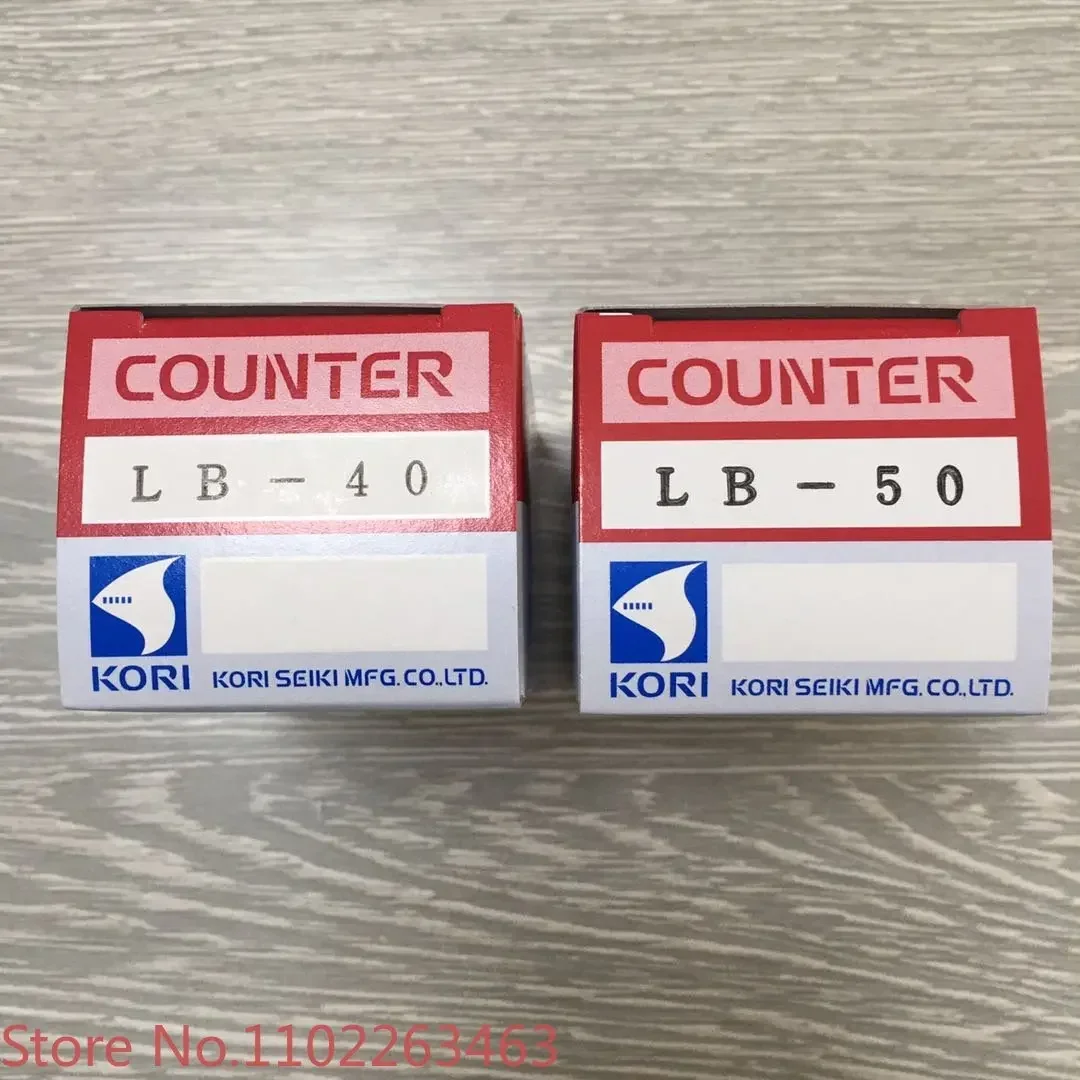 COUNTER
LB-40
KORI
KORI SEIKI MFG.CO.,LTD.
COUNTER
LB-50
KORI
KORI SEIKI MFG.CO.,LTD.
Store No.1102263463